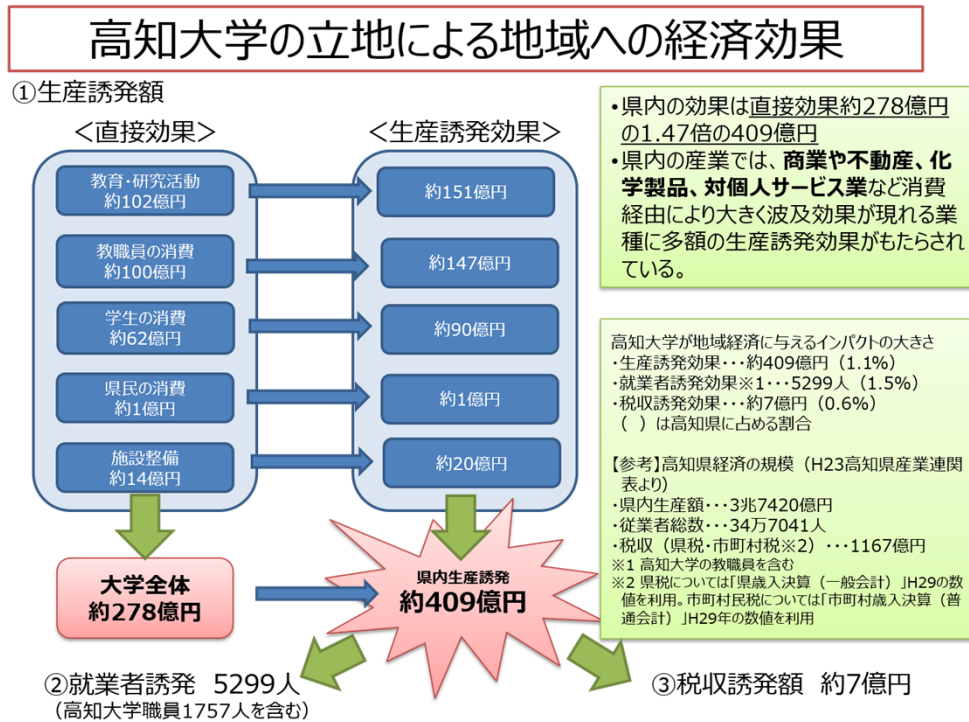 高知大学の立地による地域への経済効果
①生産誘発額
＜直接効果＞
＜生産誘発効果＞
教育・研究活動
約102億円
約151億円
教職員の消費
約100億円
約147億円
学生の消費
約62億円
約90億円
県民の消費
約1億円
約1億円
施設整備
約14億円
約20億円
大学全体
約278億円
県内生産誘発
約409億円
②就業者誘発 5299人
（高知大学職員1757人を含む）
③税収誘発額 約7億円
•県内の効果は直接効果約278億円
の1.47倍の409億円
•県内の産業では、商業や不動産、化
学製品、対個人サービス業など消費
経由により大きく波及効果が現れる業
種に多額の生産誘発効果がもたらされ
ている。
高知大学が地域経済に与えるインパクトの大きさ
・生産誘発効果・・・約409億円（1.1%）
・就業者誘発効果※1・・・5299人（1.5%）
・税収誘発効果・・・約7億円（0.6%）
（ ）は高知県に占める割合
【参考】高知県経済の規模（H23高知県産業連関
表より）
・県内生産額・・・3兆7420億円
・従業者総数・・・34万7041人
・税収（県税・市町村税※2）・・・1167億円
※1 高知大学の教職員を含む
※2 県税については「県歳入決算（一般会計）」H29の数
値を利用。市町村民税については「市町村歳入決算（普
通会計）」H29年の数値を利用